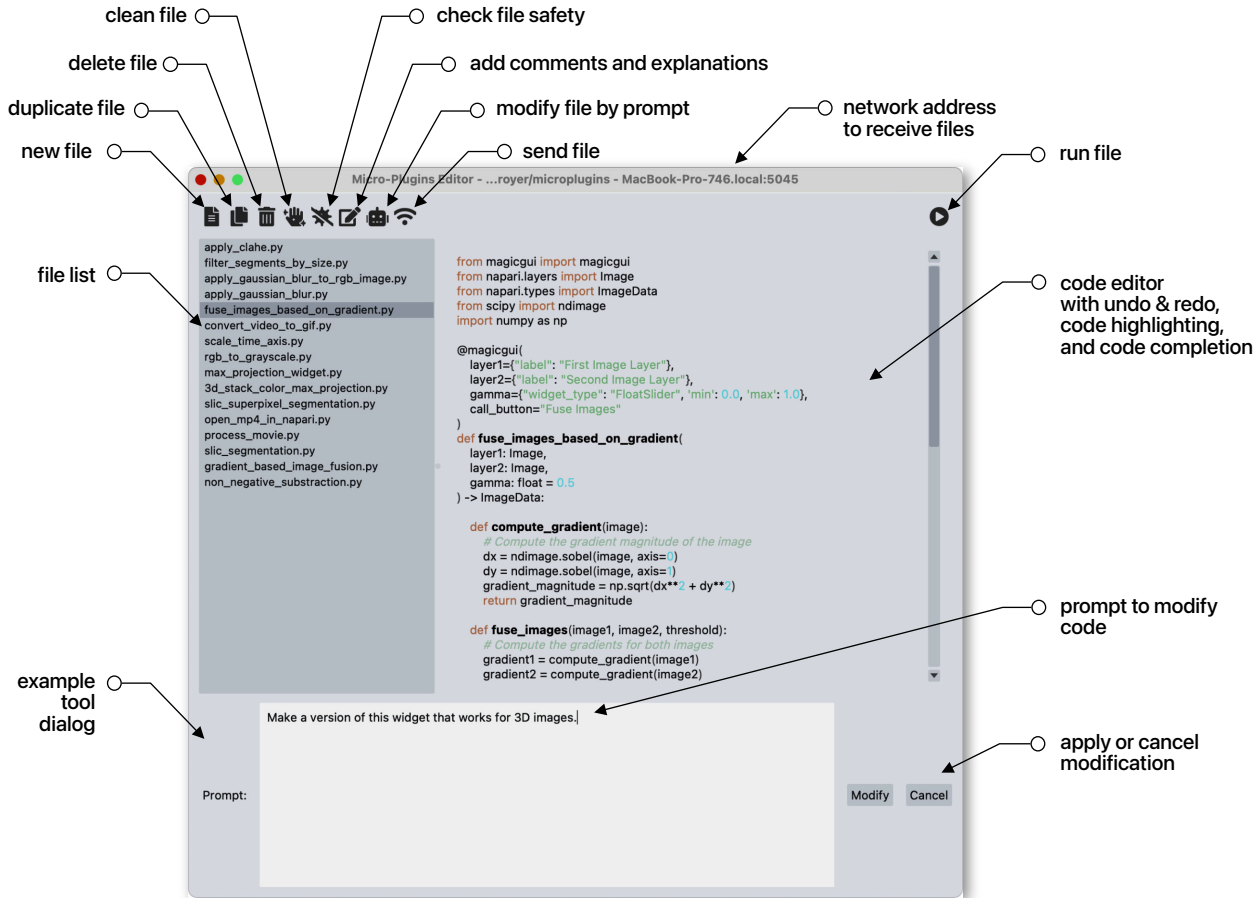 clean file
check file safety
delete file
add comments and explanations
duplicate file
modify file by prompt
network address
to receive files
new file
send file
run file
Micro-Plugins Editor - ...royer/microplugins - MacBook-Pro-746.local:5045
file list
apply_clahe.py
filter_segments_by_size.py
apply_gaussian_blur_to_rgb_image.py
apply_gaussian_blur.py
fuse_images_based_on_gradient.py
convert_video_to_gif.py
scale_time_axis.py
rgb_to_grayscale.py
max_projection_widget.py
3d_stack_color_max_projection.py
slic_superpixel_segmentation.py
open_mp4_in_napari.py
process_movie.py
slic_segmentation.py
gradient_based_image_fusion.py
non_negative_substraction.py
from magicgui import magicgui
from napari.layers import Image
from napari.types import ImageData
from scipy import ndimage
import numpy as np
@magicgui(
layer1={"label": "First Image Layer"},
layer2={"label": "Second Image Layer"},
gamma={"widget_type": "FloatSlider", 'min': 0.0, 'max': 1.0},
call_button="Fuse Images"
)
def fuse_images_based_on_gradient(
layer1: Image,
layer2: Image,
gamma: float = 0.5
) -> ImageData:
def compute_gradient(image):
# Compute the gradient magnitude of the image
dx = ndimage.sobel(image, axis=0)
dy = ndimage.sobel(image, axis=1)
gradient_magnitude = np.sqrt(dx**2 + dy**2)
return gradient_magnitude
def fuse_images(image1, image2, threshold):
# Compute the gradients for both images
gradient1 = compute_gradient(image1)
gradient2 = compute_gradient(image2)
code editor
with undo & redo,
code highlighting,
and code completion
prompt to modify
code
example
tool
dialog
Make a version of this widget that works for 3D images.
apply or cancel
modification
Prompt:
Modify
Cancel